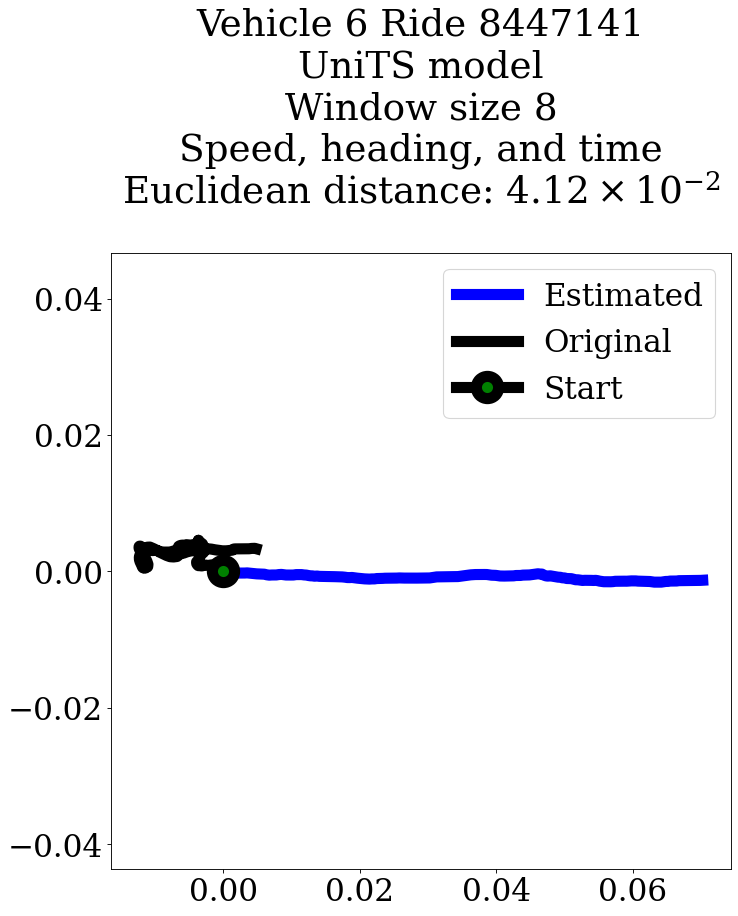 Vehicle 6 Ride 8447141
UniTS model
Window size 8
Speed, heading, and time
Euclidean distance: 4.12 × 10⁻²
Estimated
Original
Start
0.04
0.02
0.00
−0.02
−0.04
0.00 0.02 0.04 0.06